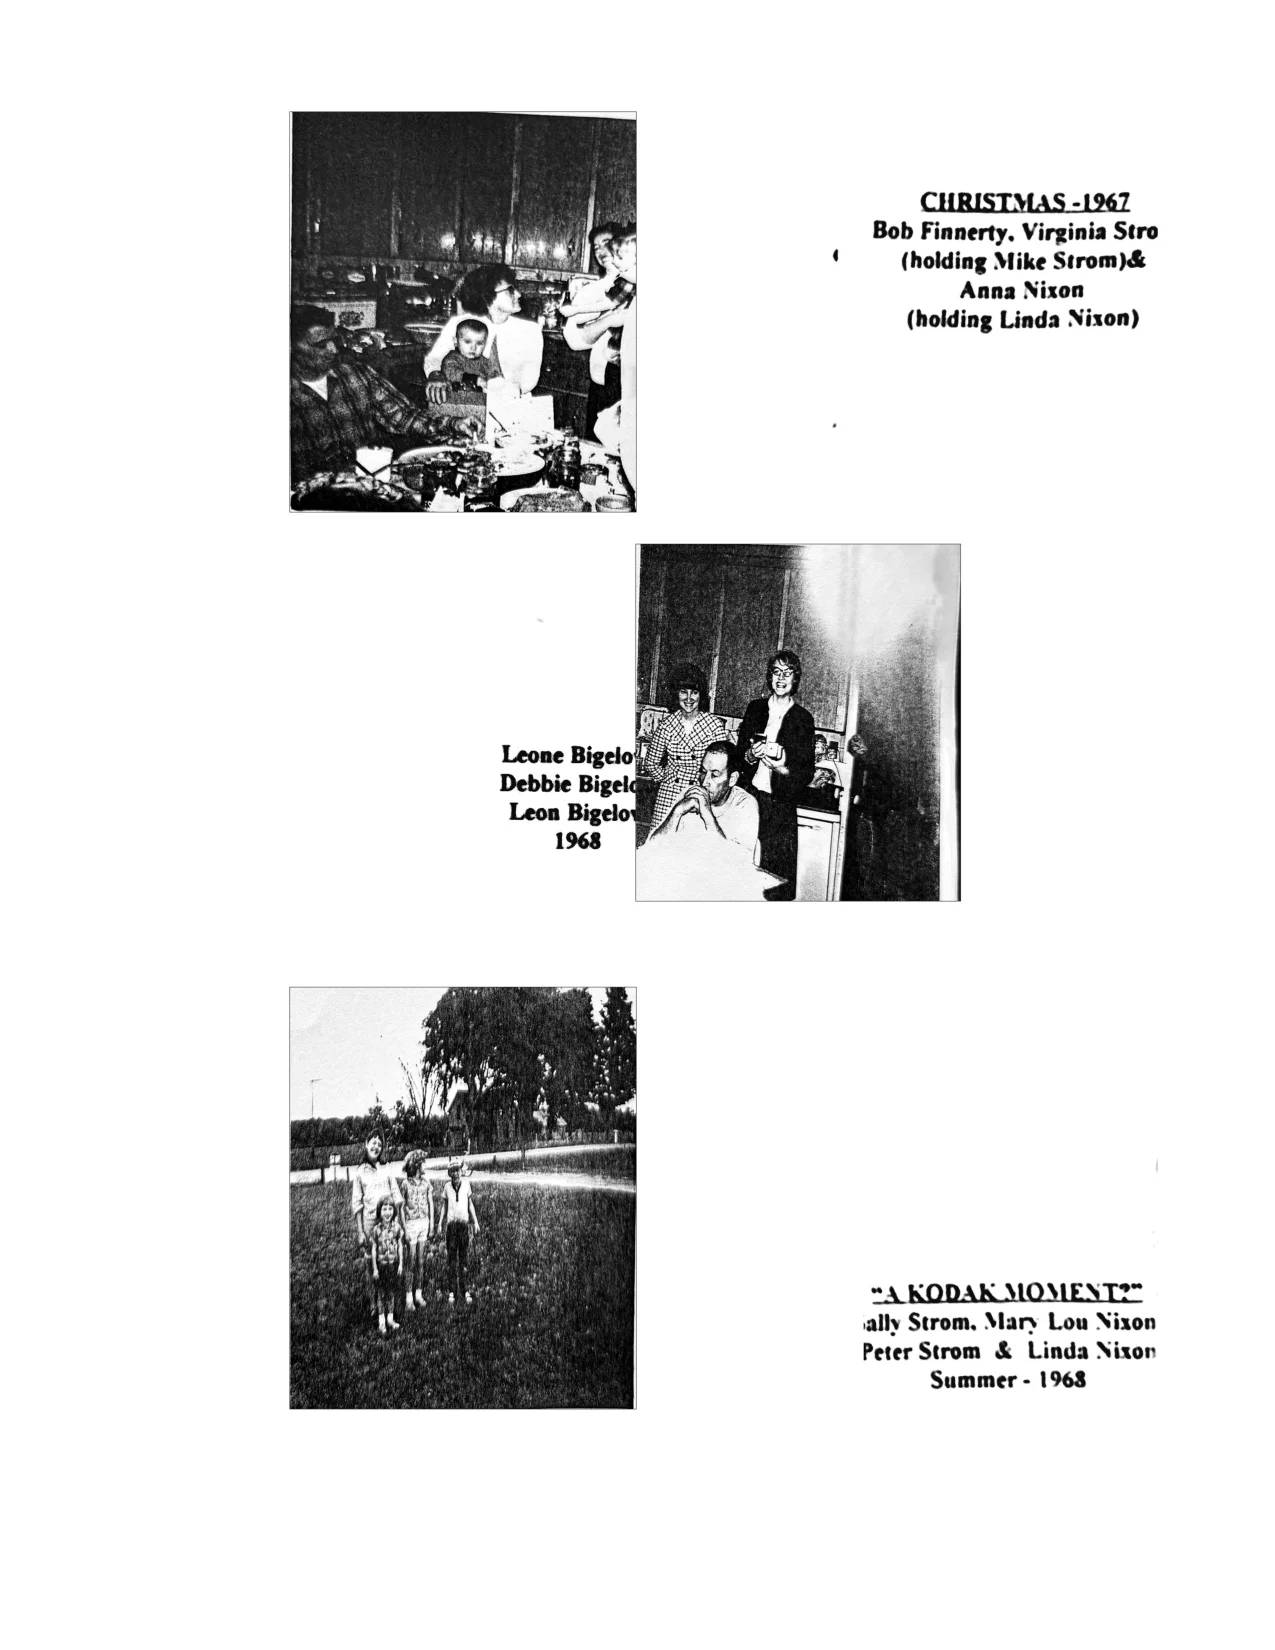 CHRISTMAS -1967
Bob Finnerty, Virginia Stro
(holding Mike Strom)&
Anna Nixon
(holding Linda Nixon)
Leone Bigelo
Debbie Bigelo
Leon Bigelo
1968
"A KODAK MOMENT?"
ally Strom, Mary Lou Nixon
Peter Strom & Linda Nixon
Summer - 1968